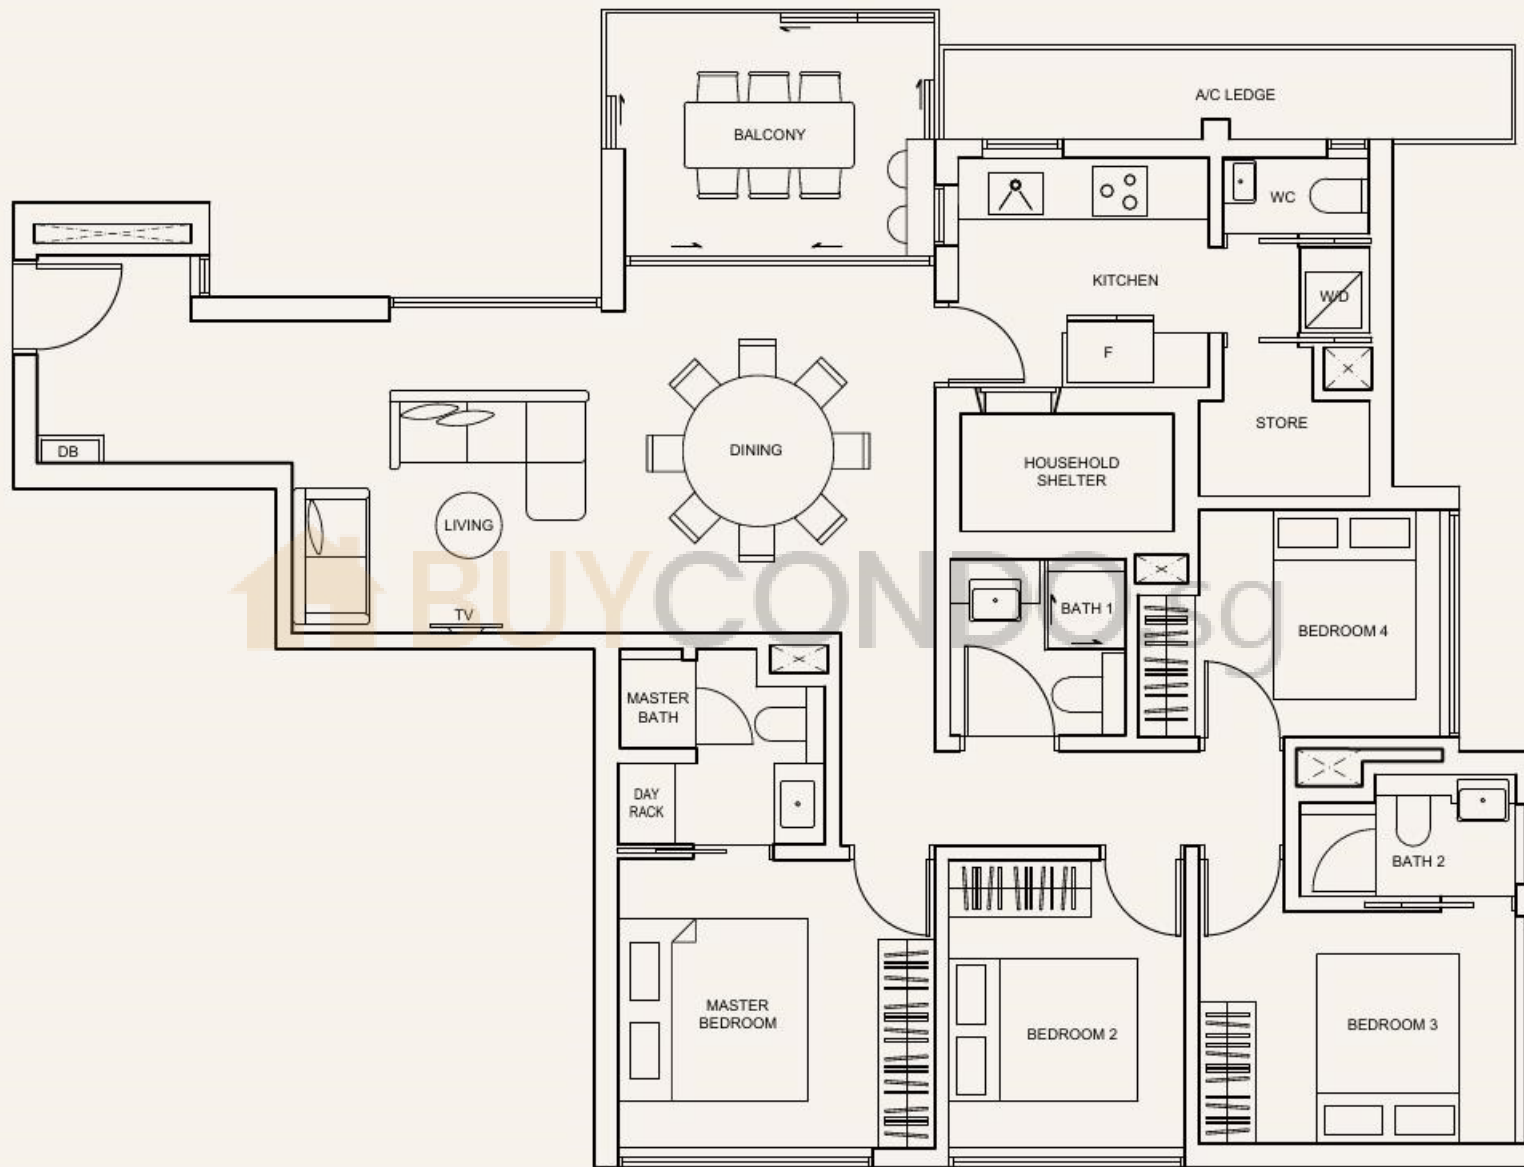 A/C LEDGE
BALCONY
WC
KITCHEN
W/D
F
DB
DINING
STORE
HOUSEHOLD
SHELTER
LIVING
BUYCONDO.sg
TV
BATH 1
BEDROOM 4
MASTER
BATH
DAY
RACK
BATH 2
MASTER
BEDROOM
BEDROOM 2
BEDROOM 3